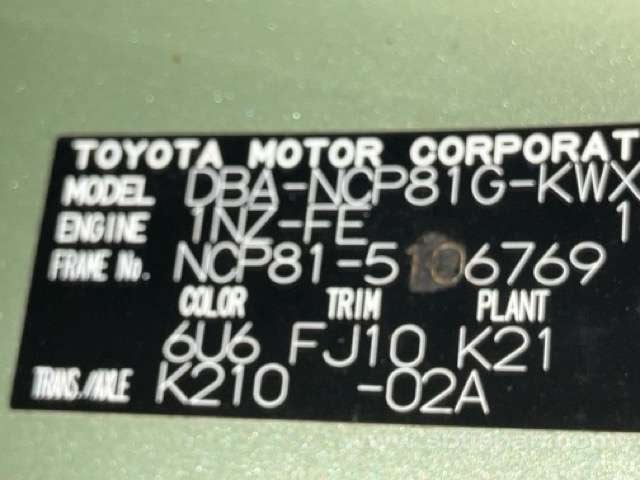 TOYOTA MOTOR CORPORAT
MODEL DBA-NCP81G-KWX
ENGINE 1NZ-FE 1
FRAME No. NCP81-5106769
COLOR TRIM PLANT
6U6 FJ10 K21
TRANS./AXLE K210 -02A